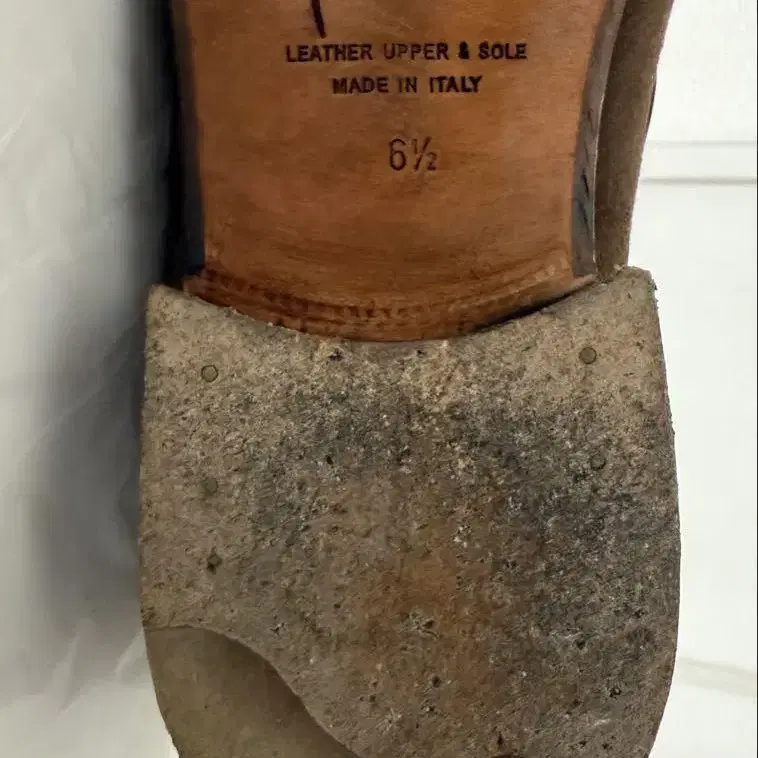 LEATHER UPPER & SOLE
MADE IN ITALY
6½